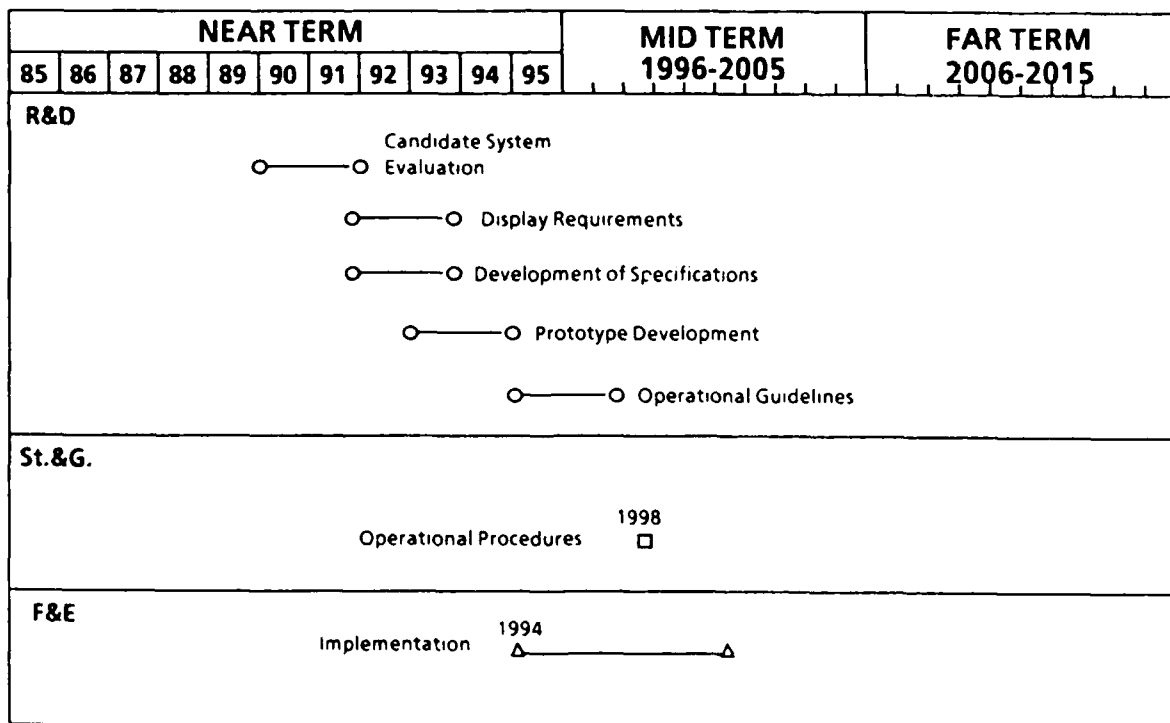 NEAR TERM
MID TERM
1996-2005
FAR TERM
2006-2015
85 86 87 88 89 90 91 92 93 94 95
R&D
Candidate System
Evaluation
Display Requirements
Development of Specifications
Prototype Development
Operational Guidelines
St.&G.
1998
Operational Procedures
F&E
1994
Implementation